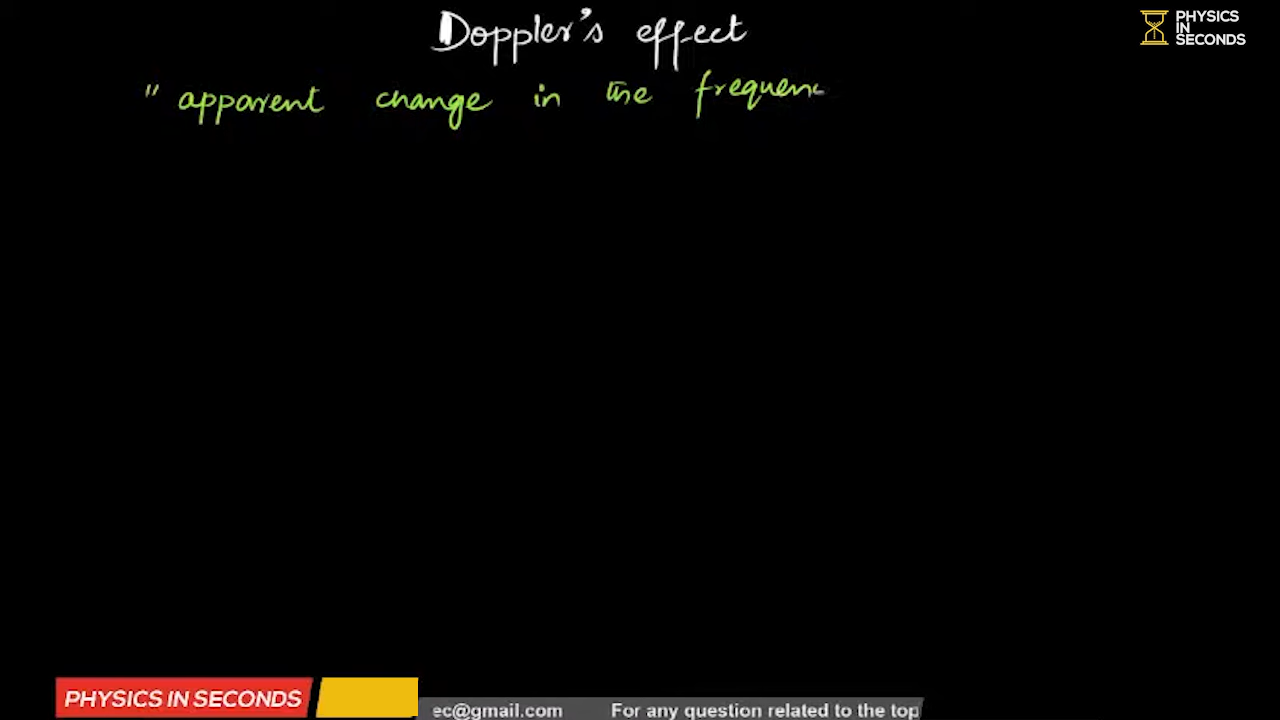 Doppler's effect
PHYSICS
IN
SECONDS
" apparent change in the frequenc
PHYSICS IN SECONDS
ec@gmail.com For any question related to the top